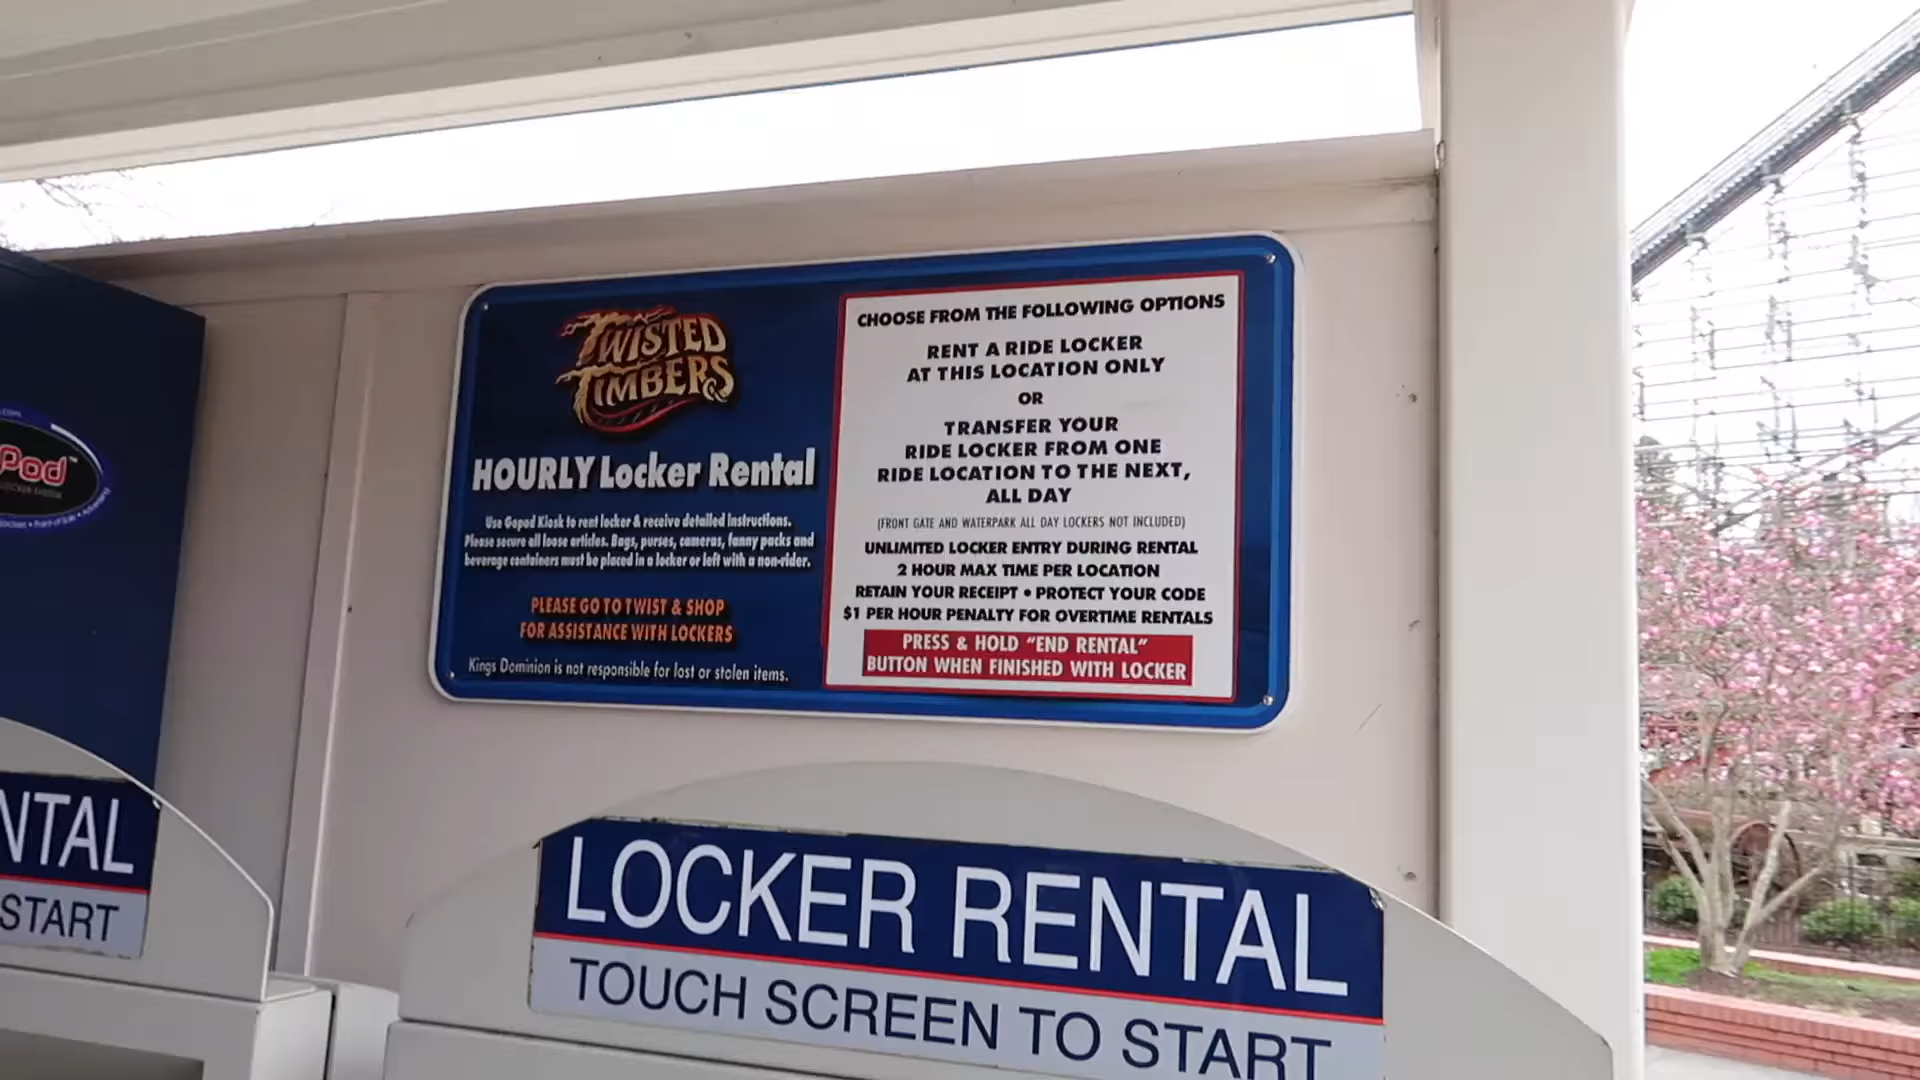 Pod™
TWISTED
TIMBERS
HOURLY Locker Rental
Use Gopod Kiosk to rent locker & receive detailed instructions.
Please secure all loose articles. Bags, purses, cameras, fanny packs and
beverage containers must be placed in a locker or left with a non-rider.
PLEASE GO TO TWIST & SHOP
FOR ASSISTANCE WITH LOCKERS
Kings Dominion is not responsible for lost or stolen items.
CHOOSE FROM THE FOLLOWING OPTIONS
RENT A RIDE LOCKER
AT THIS LOCATION ONLY
OR
TRANSFER YOUR
RIDE LOCKER FROM ONE
RIDE LOCATION TO THE NEXT,
ALL DAY
(FRONT GATE AND WATERPARK ALL DAY LOCKERS NOT INCLUDED)
UNLIMITED LOCKER ENTRY DURING RENTAL
2 HOUR MAX TIME PER LOCATION
RETAIN YOUR RECEIPT • PROTECT YOUR CODE
$1 PER HOUR PENALTY FOR OVERTIME RENTALS
PRESS & HOLD "END RENTAL"
BUTTON WHEN FINISHED WITH LOCKER
NTAL
START
LOCKER RENTAL
TOUCH SCREEN TO START